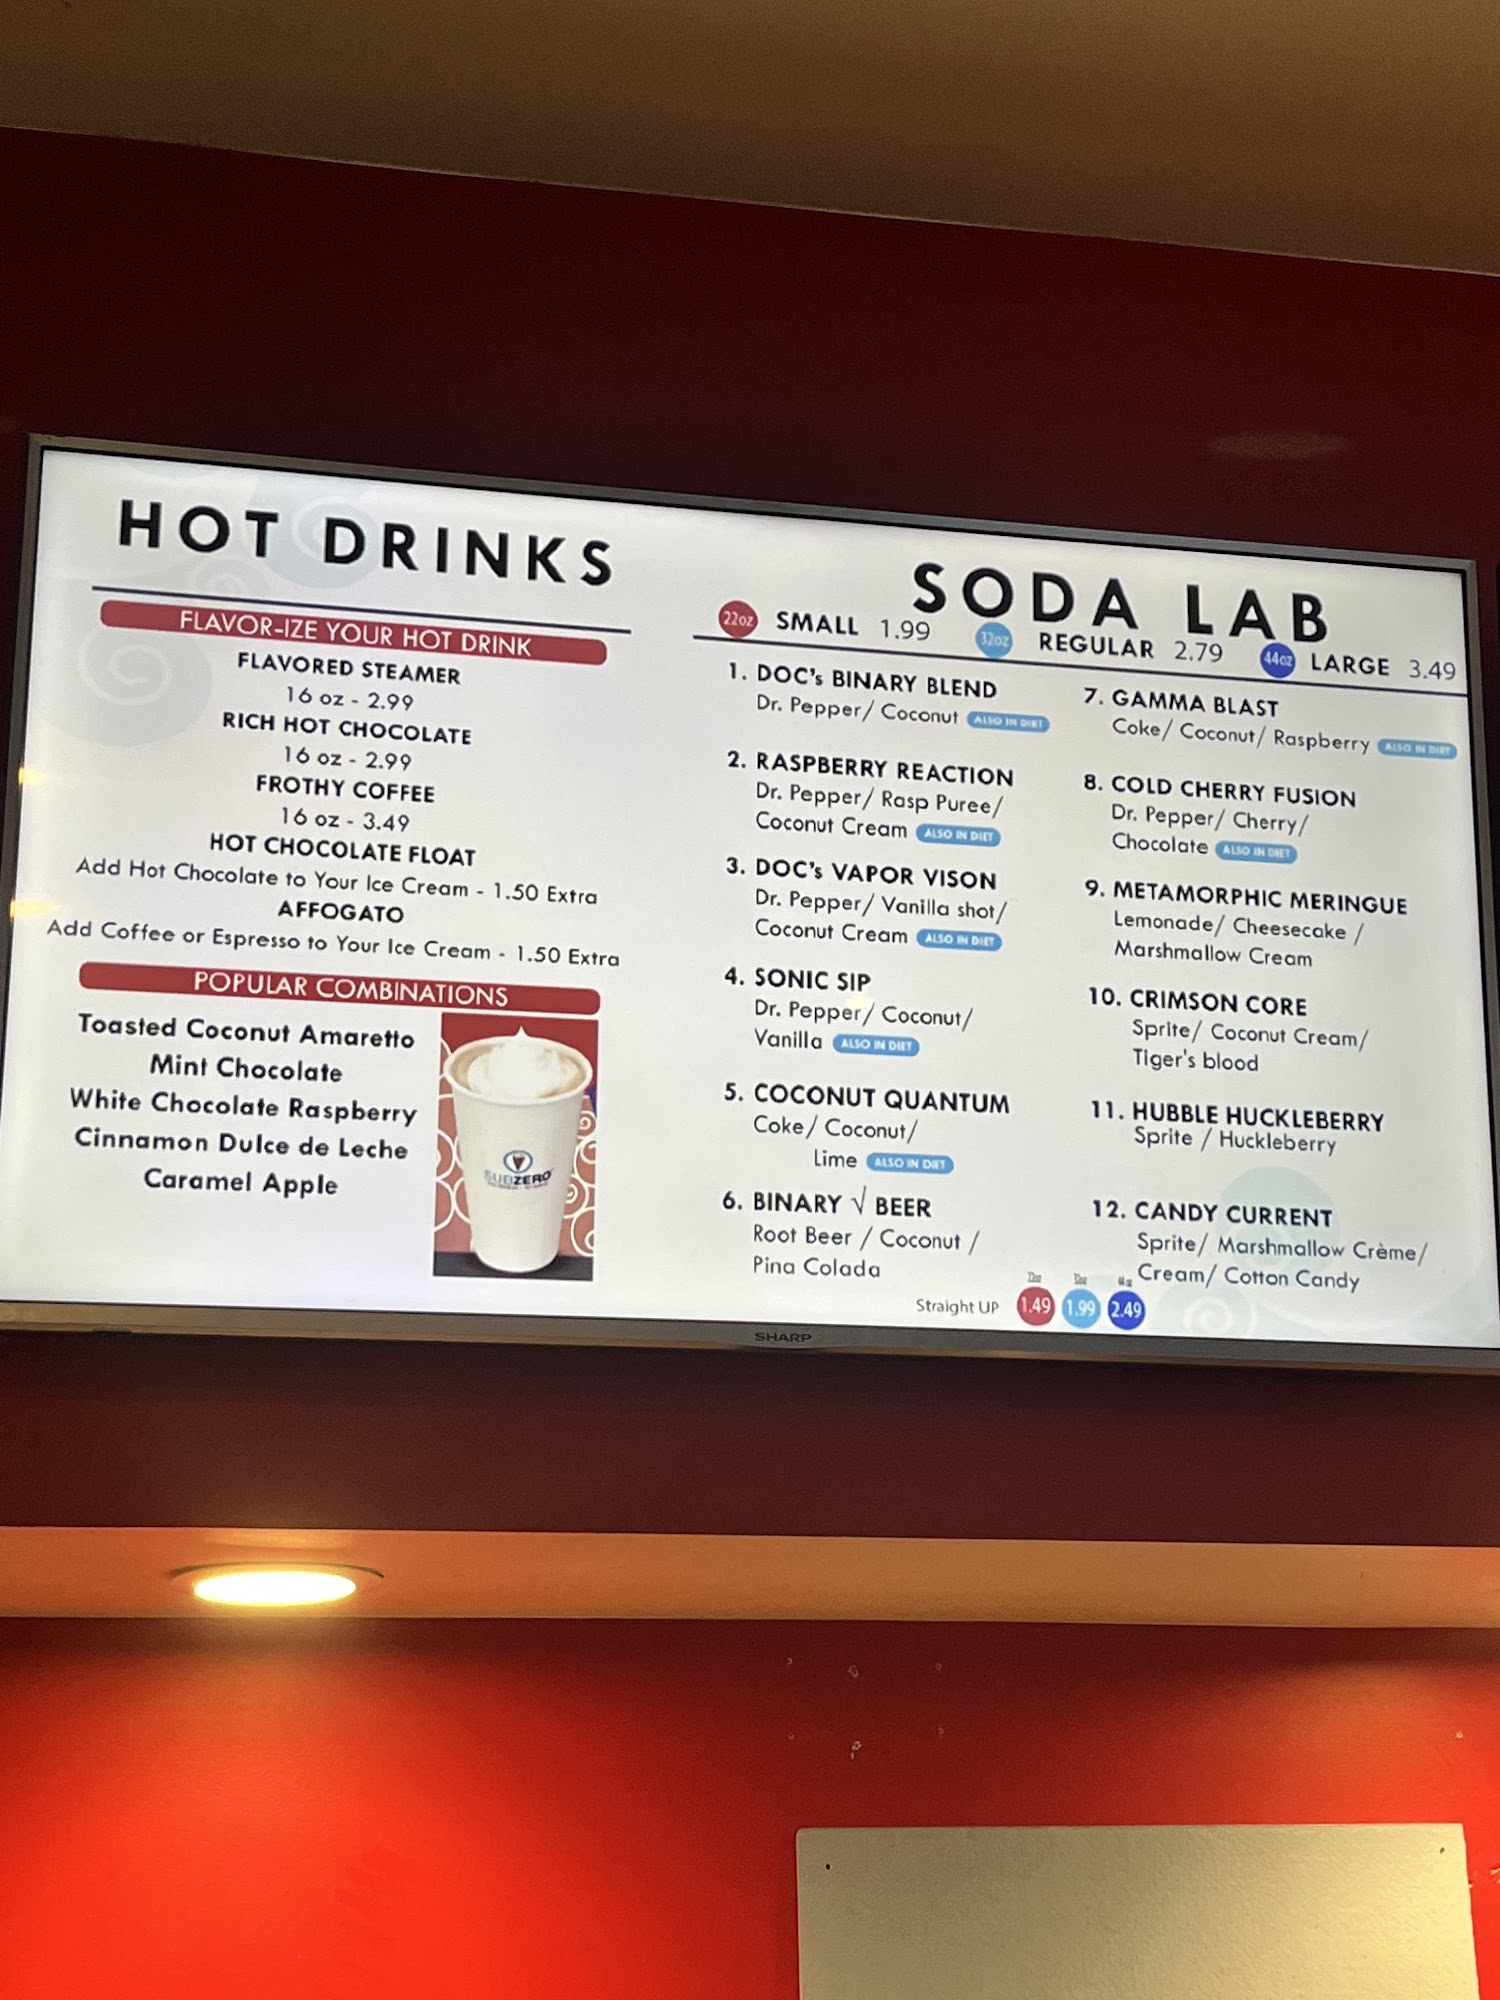 HOT DRINKS
FLAVOR-IZE YOUR HOT DRINK
FLAVORED STEAMER
16 oz - 2.99
RICH HOT CHOCOLATE
16 oz - 2.99
FROTHY COFFEE
16 oz - 3.49
HOT CHOCOLATE FLOAT
Add Hot Chocolate to Your Ice Cream - 1.50 Extra
AFFOGATO
Add Coffee or Espresso to Your Ice Cream - 1.50 Extra
POPULAR COMBINATIONS
Toasted Coconut Amaretto
Mint Chocolate
White Chocolate Raspberry
Cinnamon Dulce de Leche
Caramel Apple
SUBZERO
SODA LAB
22oz SMALL 1.99 32oz REGULAR 2.79 44oz LARGE 3.49
1. DOC's BINARY BLEND
Dr. Pepper/ Coconut ALSO IN DIET
2. RASPBERRY REACTION
Dr. Pepper/ Rasp Puree/
Coconut Cream ALSO IN DIET
3. DOC's VAPOR VISON
Dr. Pepper/ Vanilla shot/
Coconut Cream ALSO IN DIET
4. SONIC SIP
Dr. Pepper/ Coconut/
Vanilla ALSO IN DIET
5. COCONUT QUANTUM
Coke/ Coconut/
Lime ALSO IN DIET
6. BINARY √ BEER
Root Beer / Coconut /
Pina Colada
7. GAMMA BLAST
Coke/ Coconut/ Raspberry ALSO IN DIET
8. COLD CHERRY FUSION
Dr. Pepper/ Cherry/
Chocolate ALSO IN DIET
9. METAMORPHIC MERINGUE
Lemonade/ Cheesecake /
Marshmallow Cream
10. CRIMSON CORE
Sprite/ Coconut Cream/
Tiger's blood
11. HUBBLE HUCKLEBERRY
Sprite / Huckleberry
12. CANDY CURRENT
Sprite/ Marshmallow Crème/
Cream/ Cotton Candy
Straight UP 1.49 1.99 2.49
SHARP